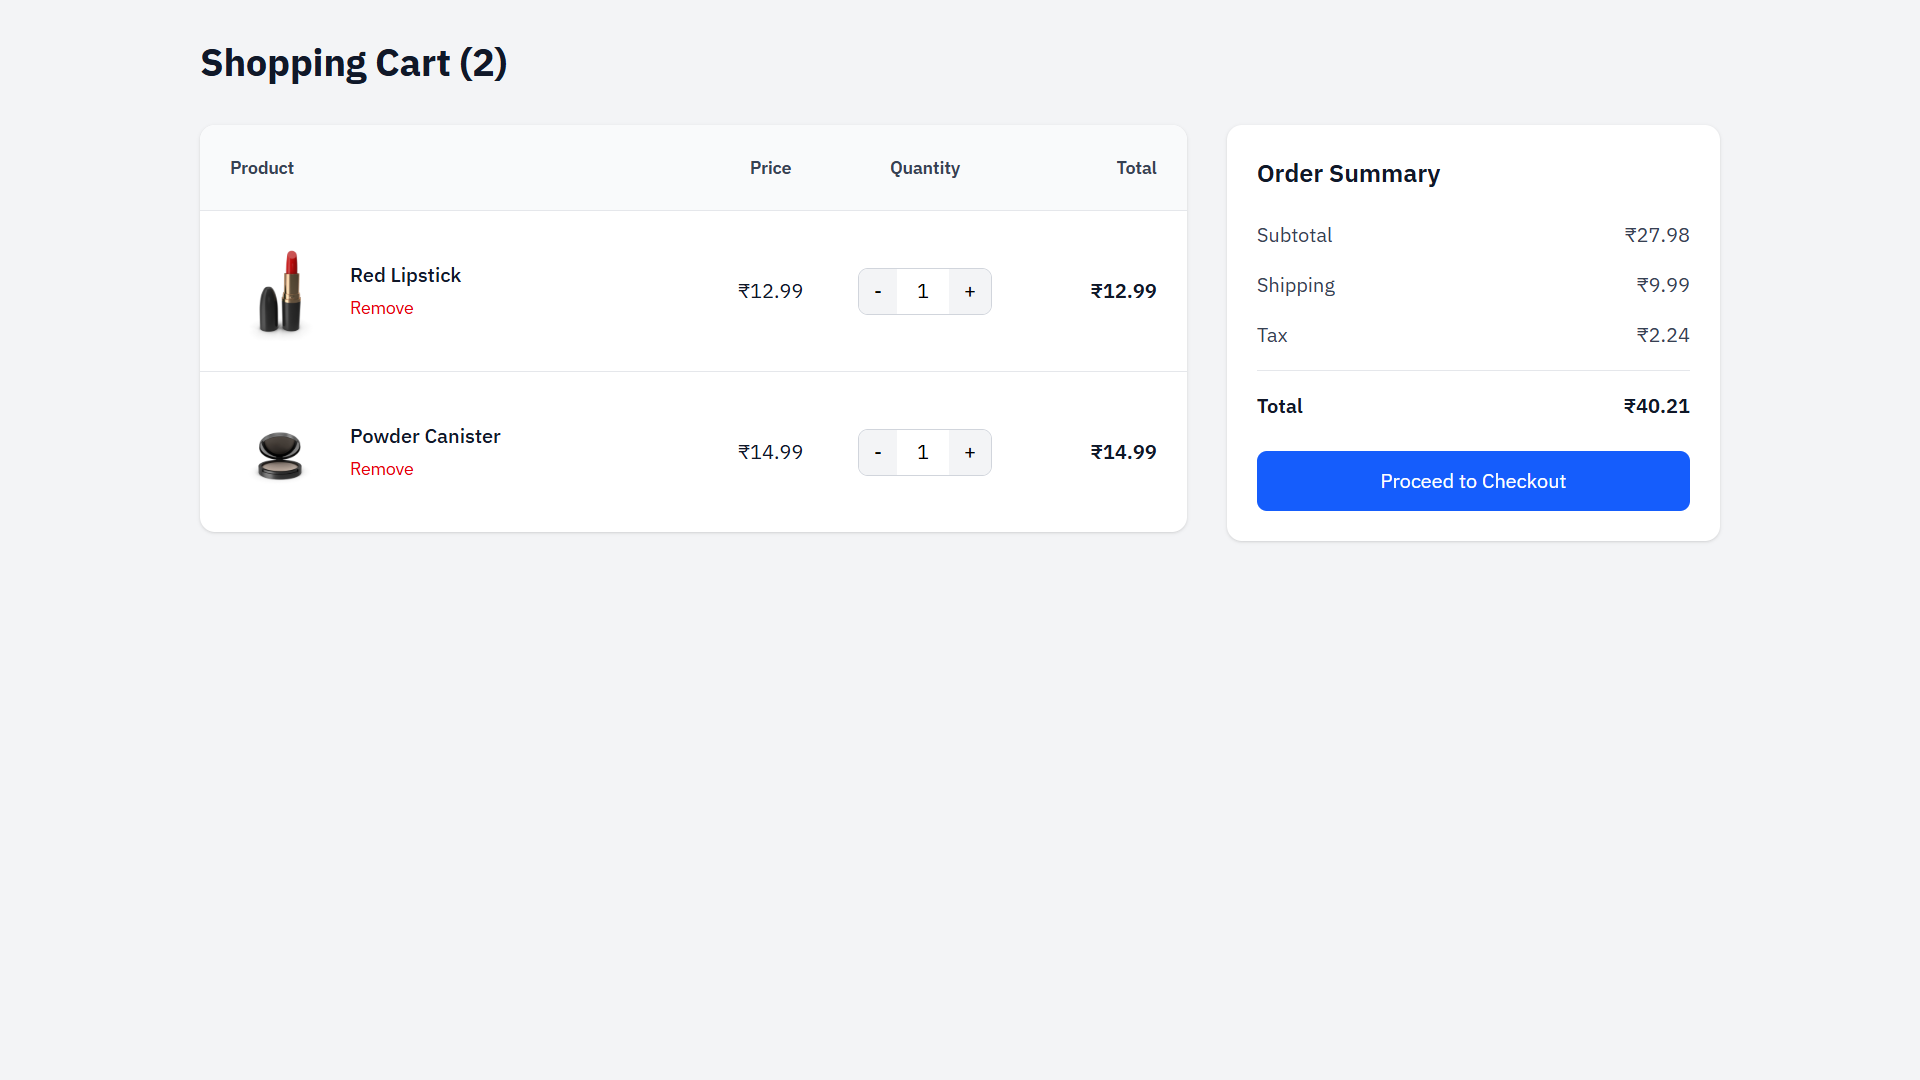 Shopping Cart (2)
Product Price Quantity Total
Red Lipstick
Remove
₹12.99 - 1 + ₹12.99
Powder Canister
Remove
₹14.99 - 1 + ₹14.99
Order Summary
Subtotal ₹27.98
Shipping ₹9.99
Tax ₹2.24
Total ₹40.21
Proceed to Checkout